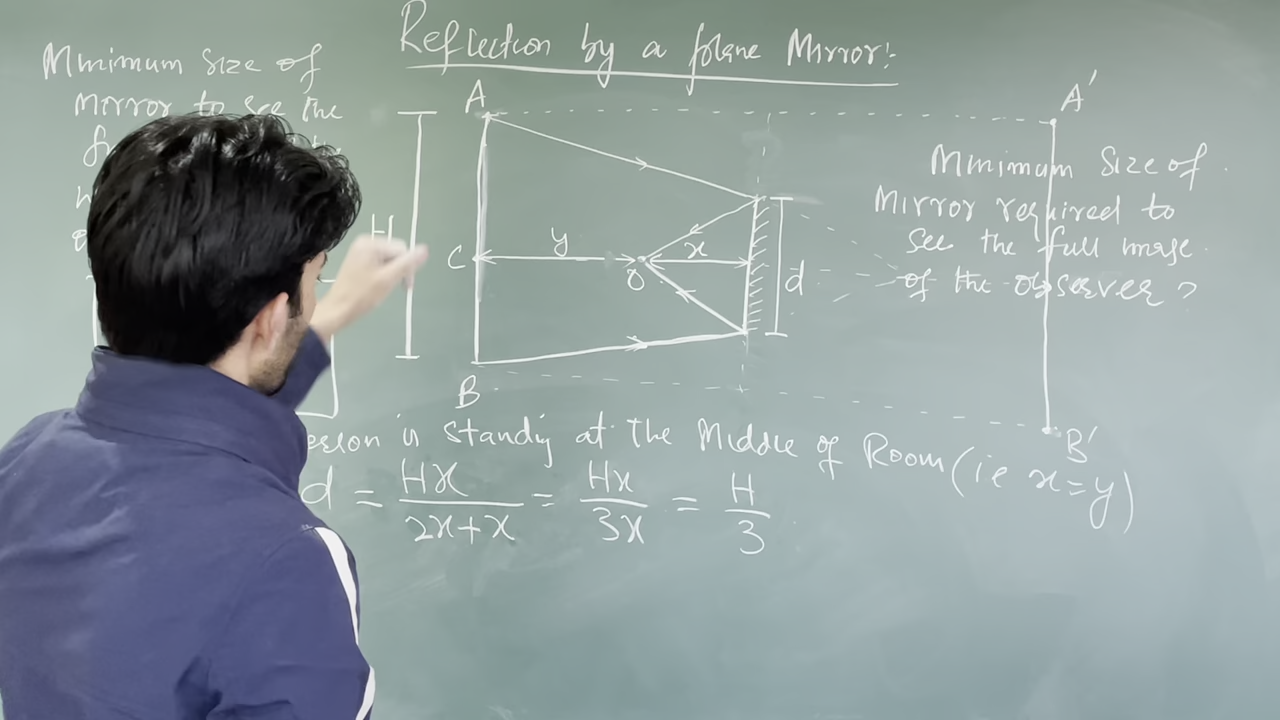 Reflection by a plane Mirror:
Minimum size of
mirror to see the
A
A'
H
y
x
C
O
d
B
B'
Minimum Size of
Mirror required to
see the full image
of the observer ?
is standing at the Middle of Room (ie x=y)
d = Hx/2x+x = Hx/3x = H/3